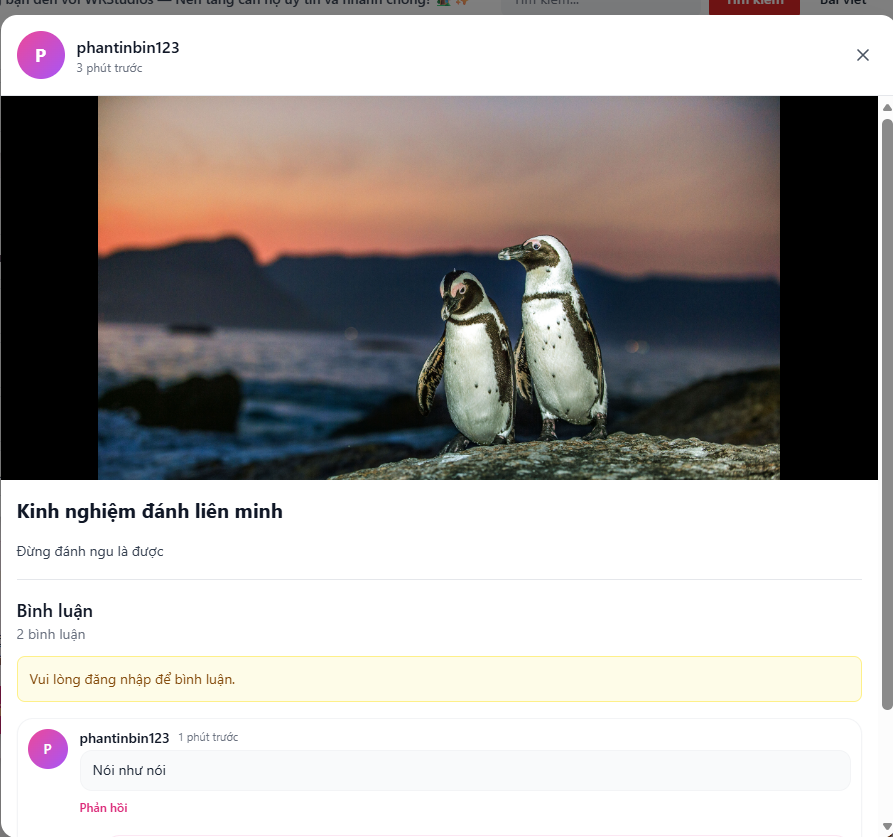 bạn đến với WRStudios — Nền tảng căn hộ uy tín và nhanh chóng!
Tìm kiếm...
Tìm kiếm
Bài viết
P
phantinbin123
3 phút trước
Kinh nghiệm đánh liên minh
Đừng đánh ngu là được
Bình luận
2 bình luận
Vui lòng đăng nhập để bình luận.
P
phantinbin123 1 phút trước
Nói như nói
Phản hồi